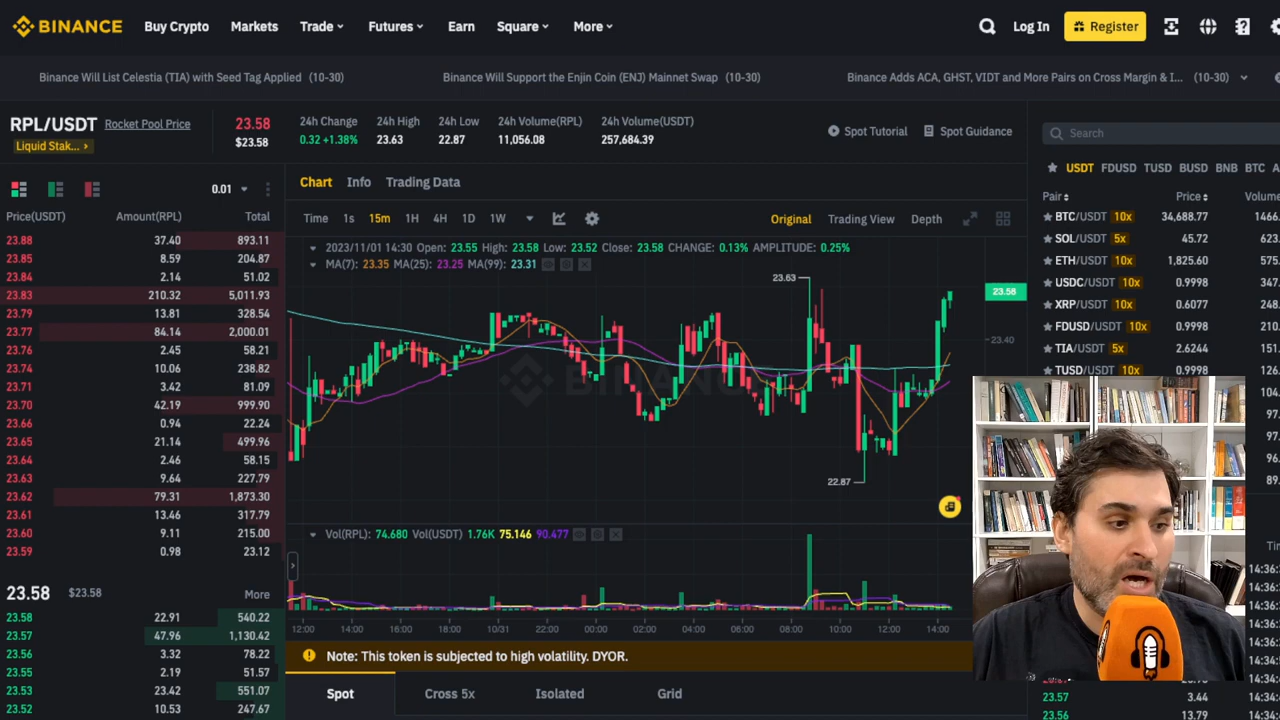 BINANCE
Buy Crypto Markets Trade Futures Earn Square More Log In Register
Binance Will List Celestia (TIA) with Seed Tag Applied (10-30) Binance Will Support the Enjin Coin (ENJ) Mainnet Swap (10-30) Binance Adds ACA, GHST, VIDT and More Pairs on Cross Margin & I... (10-30)
RPL/USDT Rocket Pool Price
Liquid Stak...
23.58
$23.58
24h Change
0.32 +1.38%
24h High
23.63
24h Low
22.87
24h Volume(RPL)
11,056.08
24h Volume(USDT)
257,684.39
Spot Tutorial Spot Guidance
0.01
Price(USDT) Amount(RPL) Total
23.88 37.40 893.11
23.85 8.59 204.87
23.84 2.14 51.02
23.83 210.32 5,011.93
23.79 13.81 328.54
23.77 84.14 2,000.01
23.76 2.45 58.21
23.74 10.06 238.82
23.71 3.42 81.09
23.70 42.19 999.90
23.66 0.94 22.24
23.65 21.14 499.96
23.64 2.46 58.15
23.63 9.64 227.79
23.62 79.31 1,873.30
23.61 13.46 317.79
23.60 9.11 215.00
23.59 0.98 23.12
23.58 $23.58 More
23.58 22.91 540.22
23.57 47.96 1,130.42
23.56 3.32 78.22
23.55 2.19 51.57
23.53 23.42 551.07
23.52 10.53 247.67
Chart Info Trading Data
Time 1s 15m 1H 4H 1D 1W Original Trading View Depth
2023/11/01 14:30 Open: 23.55 High: 23.58 Low: 23.52 Close: 23.58 CHANGE: 0.13% AMPLITUDE: 0.25%
MA(7): 23.35 MA(25): 23.25 MA(99): 23.31
23.63
23.58
23.40
BINANCE
22.87
Vol(RPL): 74.680 Vol(USDT) 1.76K 75.146 90.477
12:00 14:00 16:00 18:00 10/31 22:00 00:00 02:00 04:00 06:00 08:00 10:00 12:00 14:00
Note: This token is subjected to high volatility. DYOR.
Spot Cross 5x Isolated Grid
Search
USDT FDUSD TUSD BUSD BNB BTC
Pair Price Volume
BTC/USDT 10x 34,688.77 1466.
SOL/USDT 5x 45.72 623.
ETH/USDT 10x 1,825.60
USDC/USDT 10x 0.9998 347.
XRP/USDT 10x 0.6077
FDUSD/USDT 10x 0.9998 210.
TIA/USDT 5x 2.6244 151.
TUSD/USDT 10x 0.9998
23.57 3.44
23.56 13.79